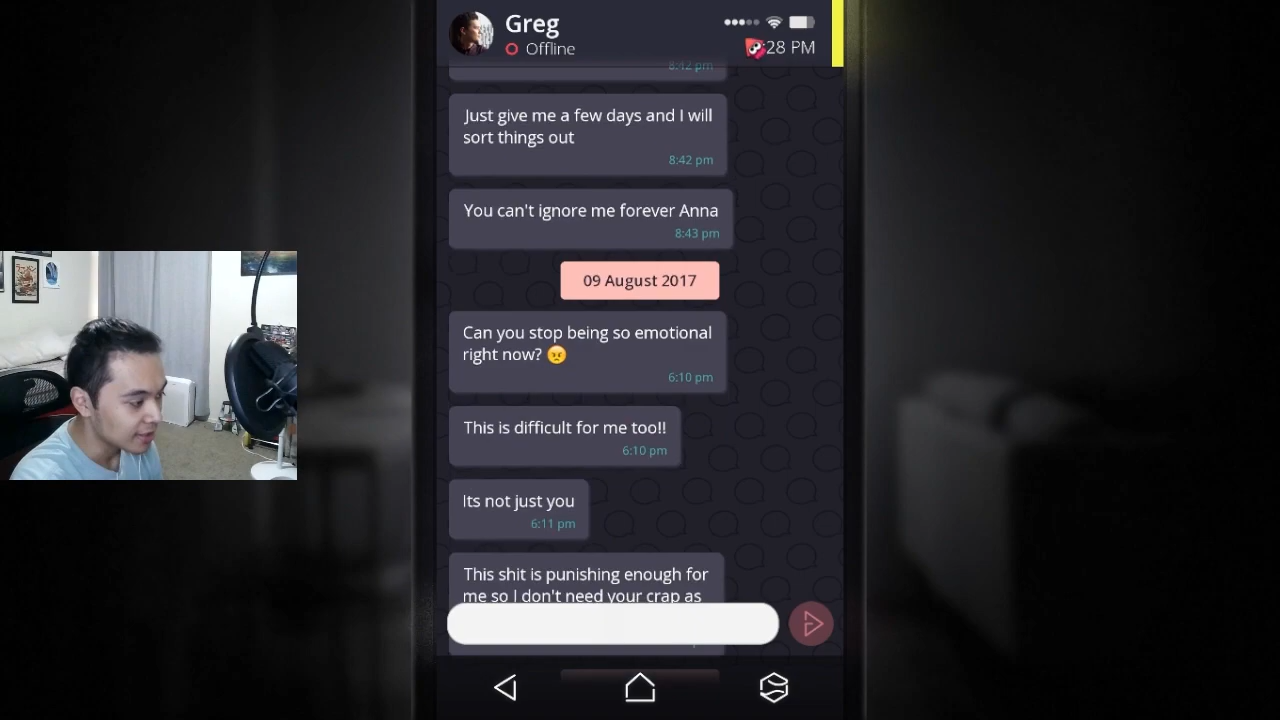 Greg
Offline
:28 PM
8:42 pm
Just give me a few days and I will
sort things out
8:42 pm
You can't ignore me forever Anna
8:43 pm
09 August 2017
Can you stop being so emotional
right now? 😠
6:10 pm
This is difficult for me too!!
6:10 pm
Its not just you
6:11 pm
This shit is punishing enough for
me so I don't need your crap as